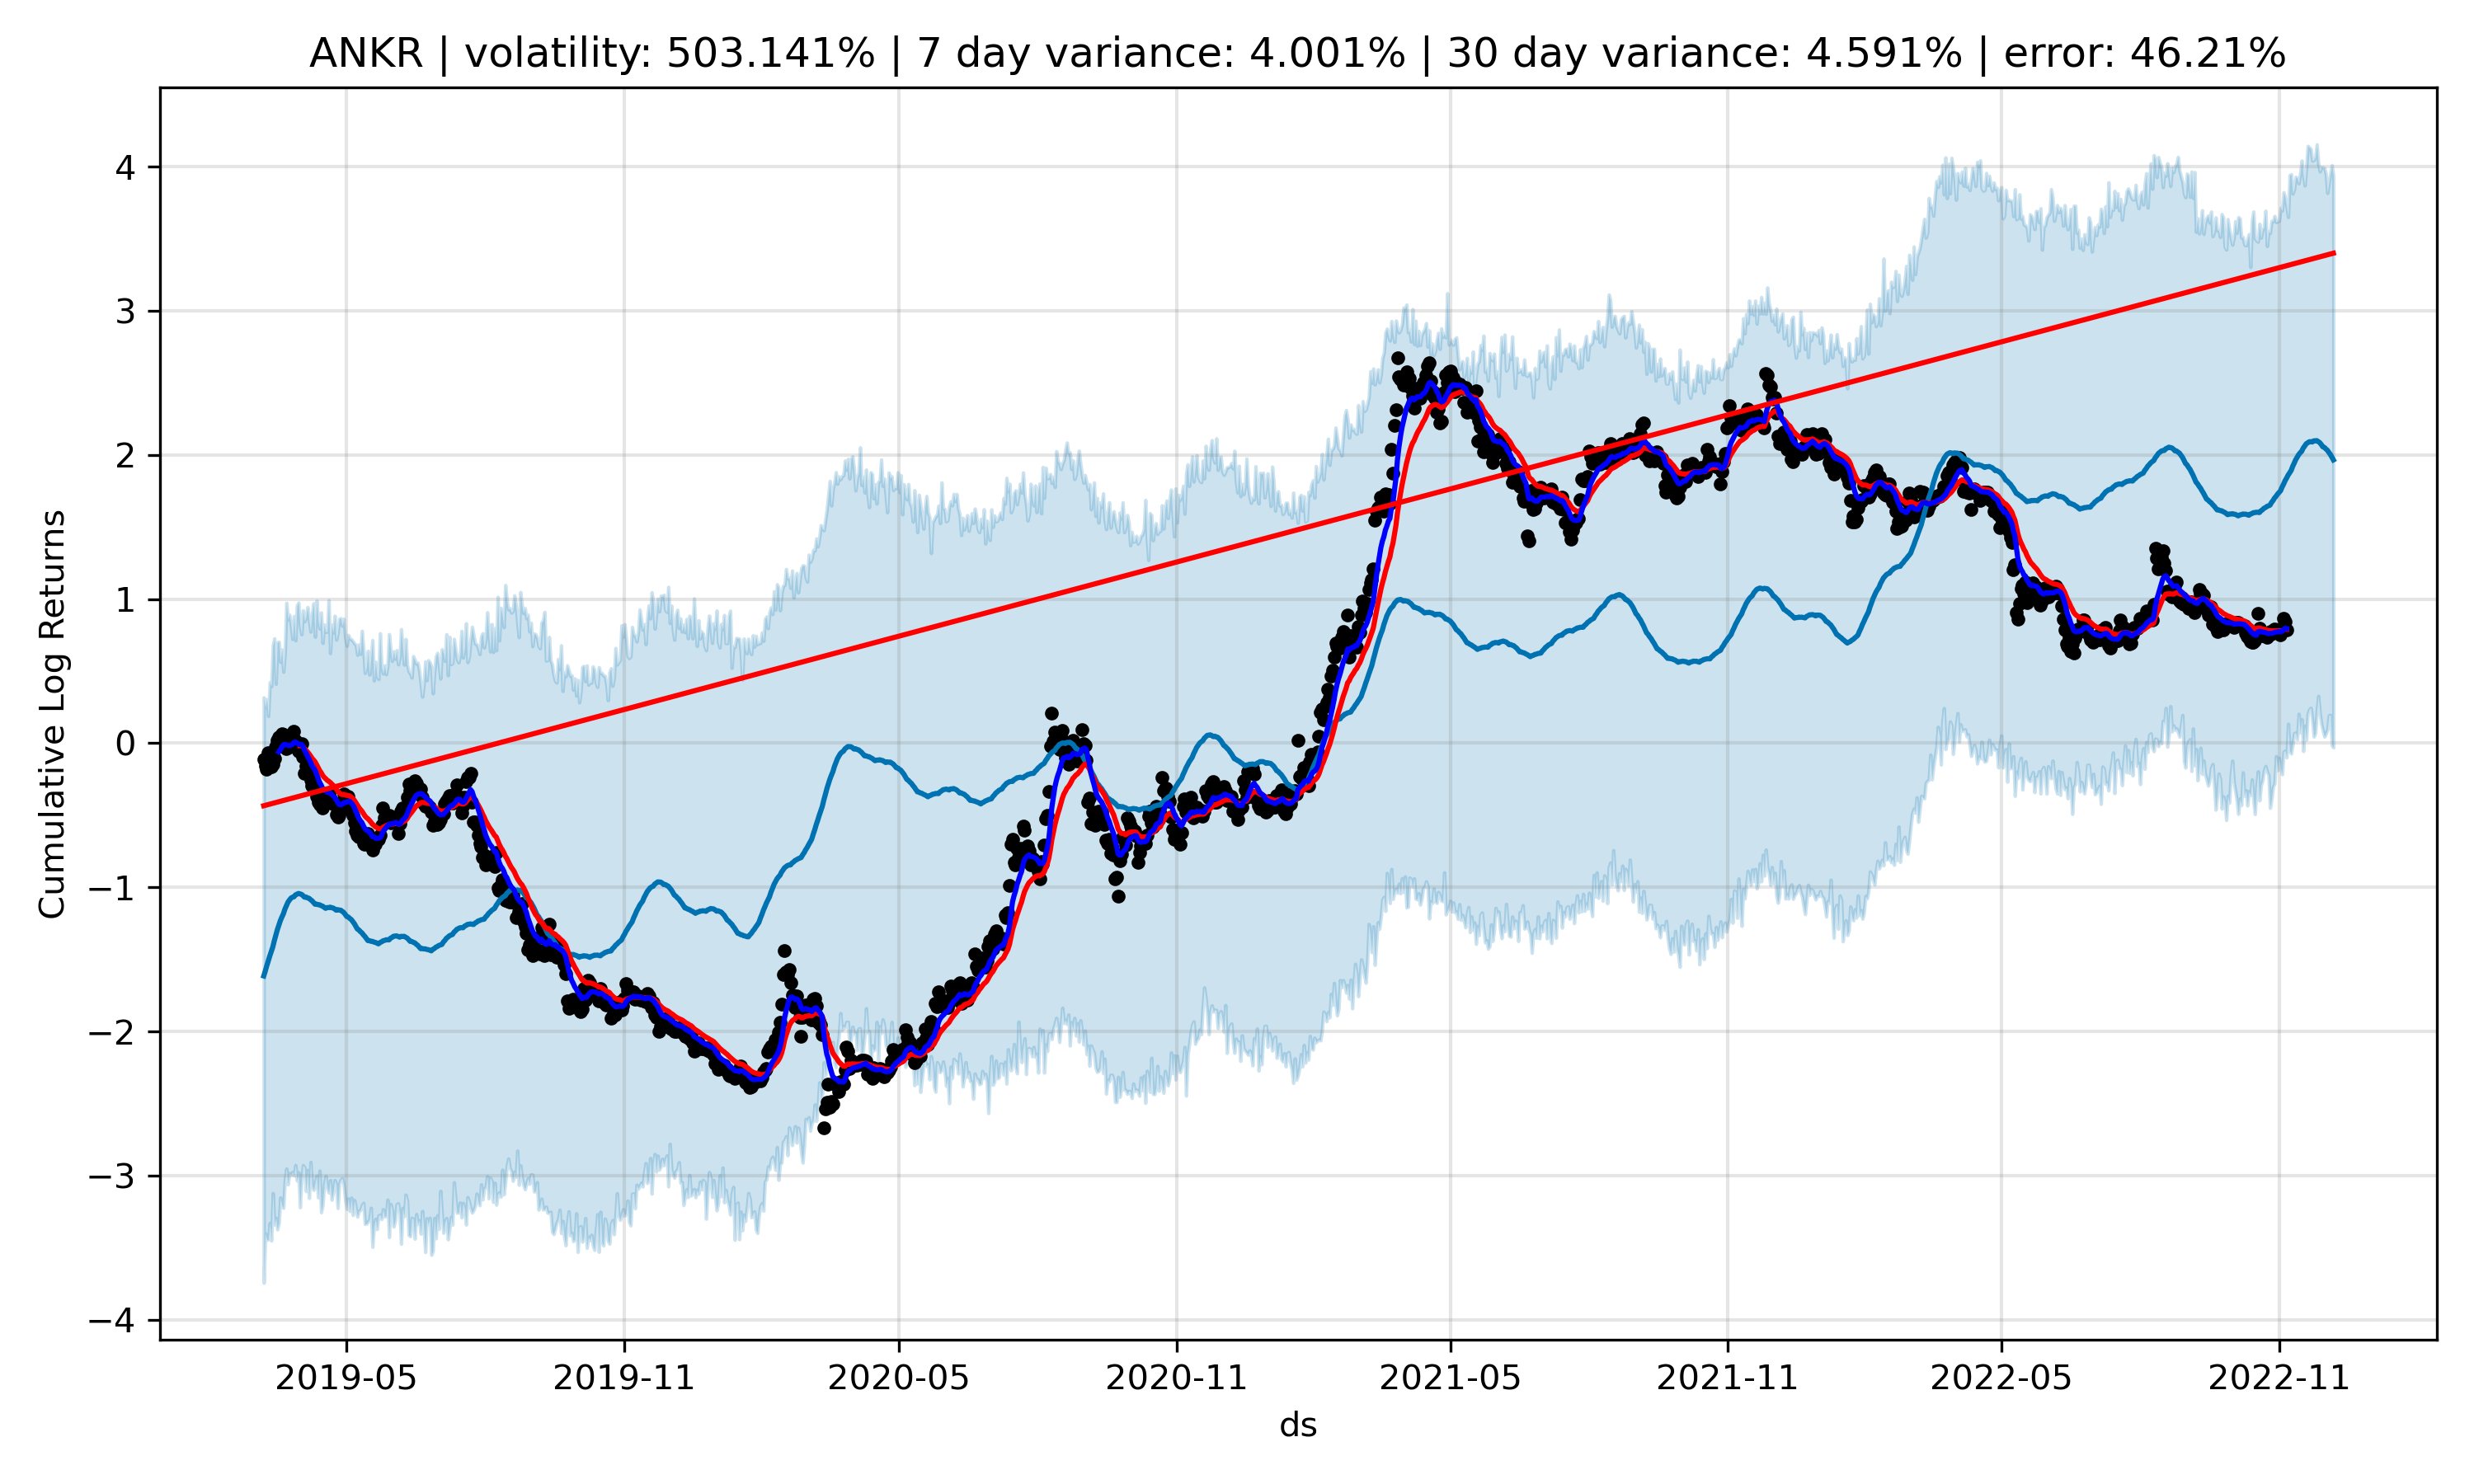 ANKR | volatility: 503.141% | 7 day variance: 4.001% | 30 day variance: 4.591% | error: 46.21%
Cumulative Log Returns
4
3
2
1
0
−1
−2
−3
−4
2019-05 2019-11 2020-05 2020-11 2021-05 2021-11 2022-05 2022-11
ds